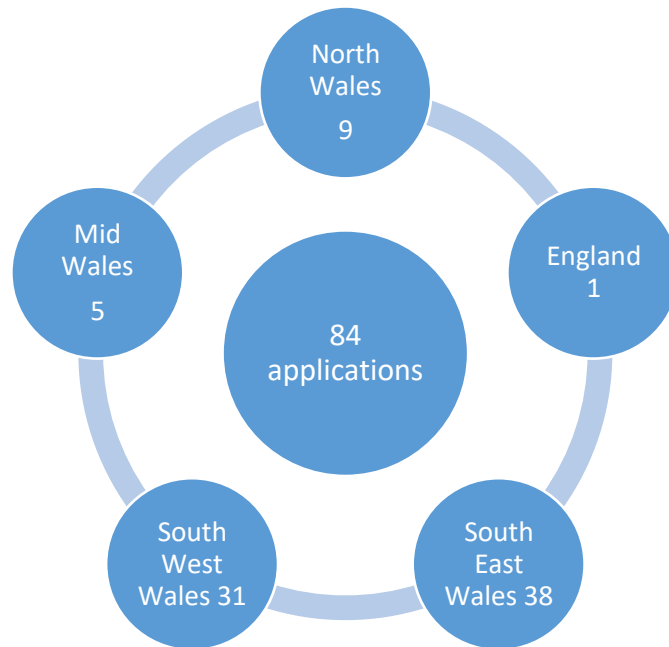 North
Wales
9
England
1
South
East
Wales 38
South
West
Wales 31
Mid
Wales
5
84
applications